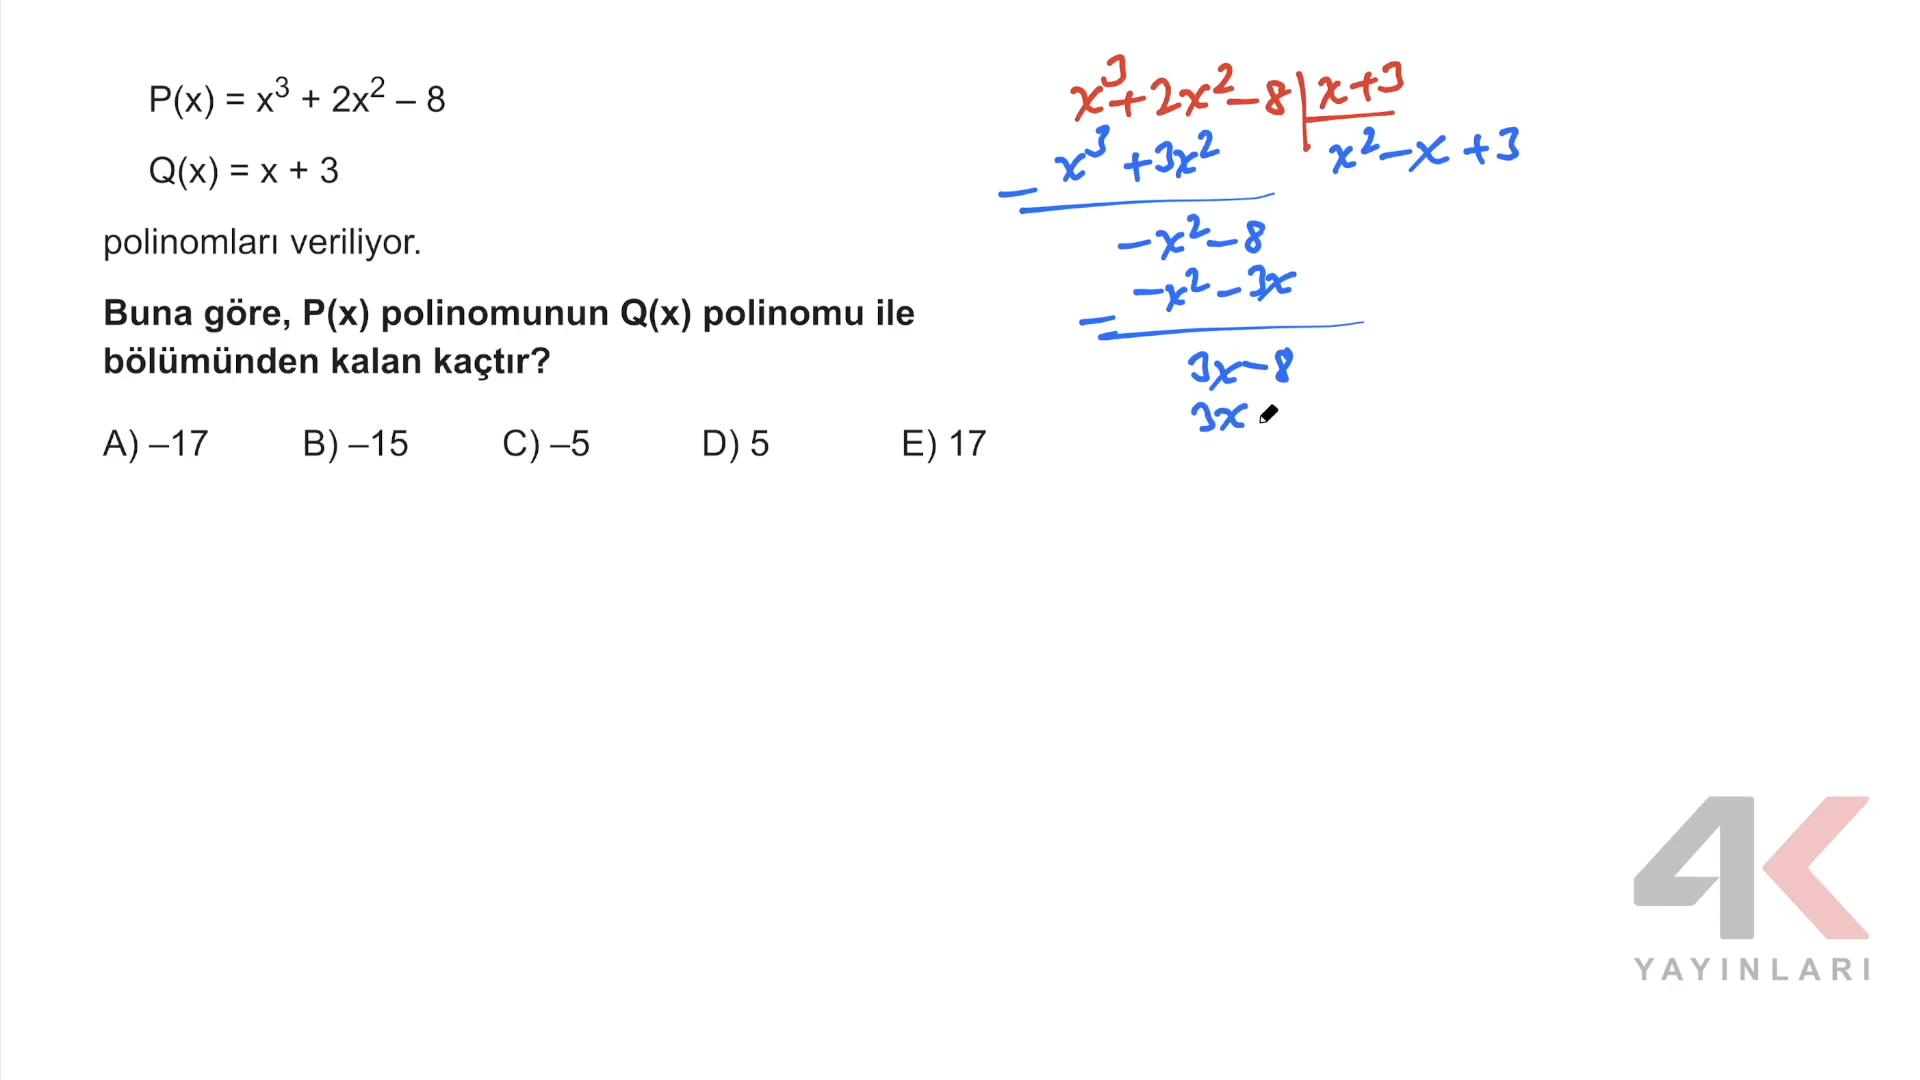 P(x) = x³ + 2x² – 8
Q(x) = x + 3
polinomları veriliyor.
Buna göre, P(x) polinomunun Q(x) polinomu ile
bölümünden kalan kaçtır?
A) –17 B) –15 C) –5 D) 5 E) 17
x³+2x²-8 | x+3
x³ +3x² x²-x+3
-
-x²-8
-x²-3x
-
3x-8
3x
4K
YAYINLARI